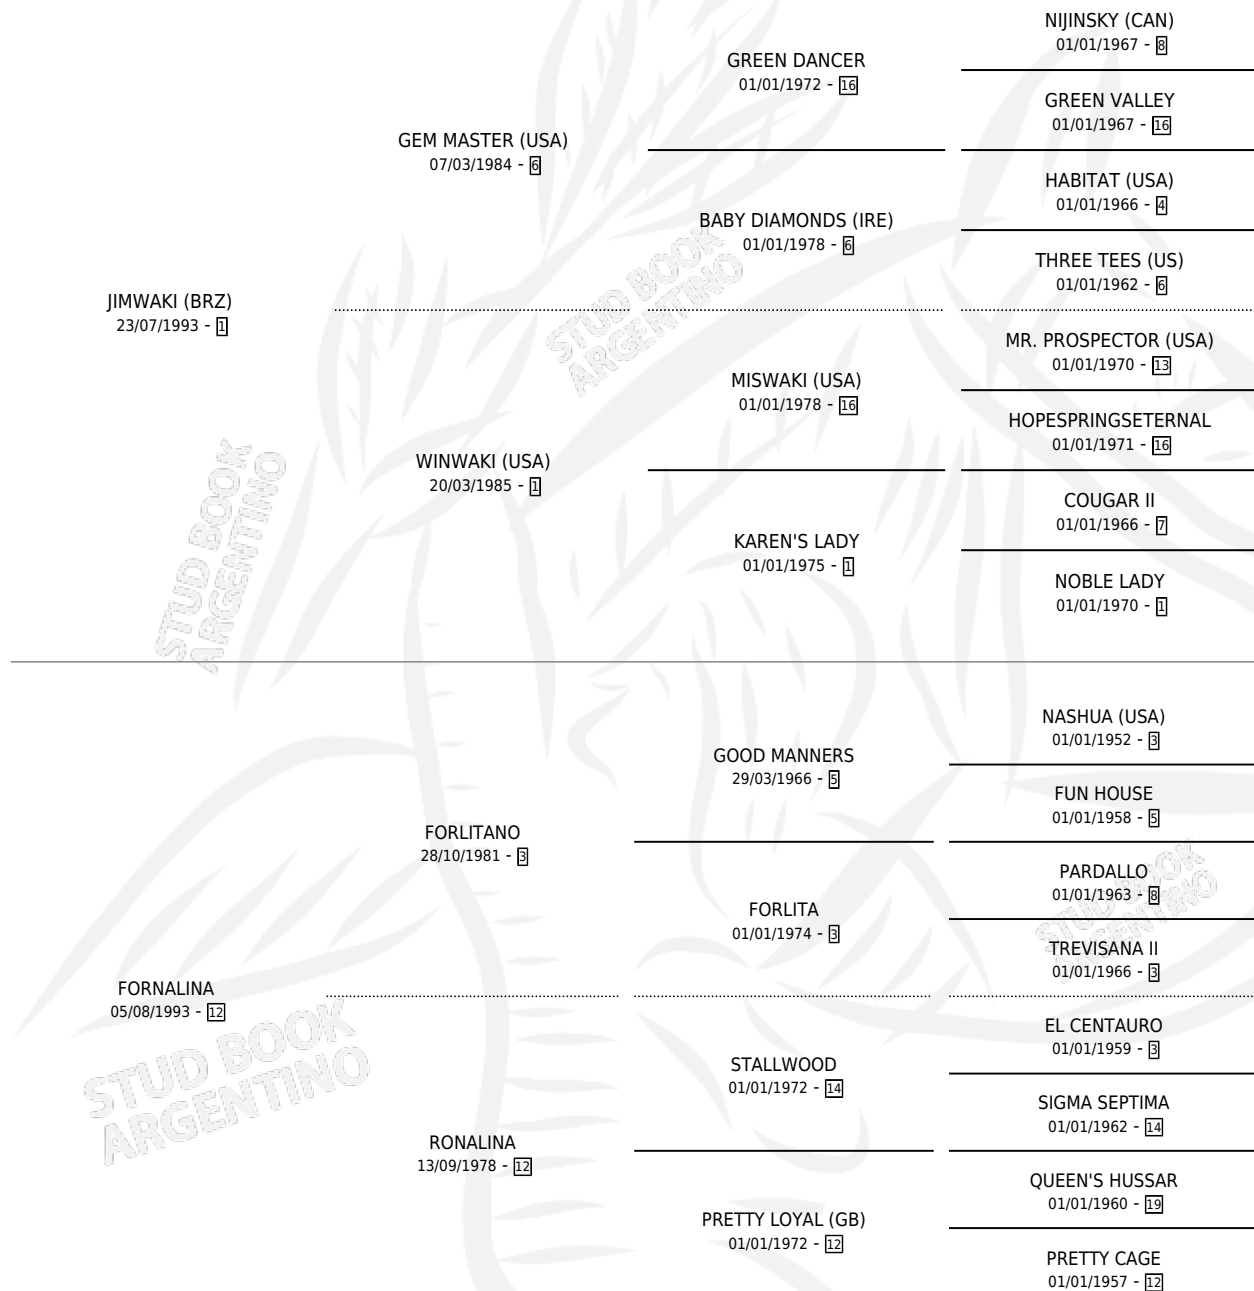 NIJINSKY (CAN)
01/01/1967 - 8
GREEN DANCER
01/01/1972 - 16
GREEN VALLEY
01/01/1967 - 16
GEM MASTER (USA)
07/03/1984 - 6
HABITAT (USA)
01/01/1966 - 4
BABY DIAMONDS (IRE)
01/01/1978 - 6
THREE TEES (US)
01/01/1962 - 6
JIMWAKI (BRZ)
23/07/1993 - 1
MR. PROSPECTOR (USA)
01/01/1970 - 13
MISWAKI (USA)
01/01/1978 - 16
HOPESPRINGSETERNAL
01/01/1971 - 16
WINWAKI (USA)
20/03/1985 - 1
COUGAR II
01/01/1966 - 7
KAREN'S LADY
01/01/1975 - 1
NOBLE LADY
01/01/1970 - 1
NASHUA (USA)
01/01/1952 - 3
GOOD MANNERS
29/03/1966 - 5
FUN HOUSE
01/01/1958 - 5
FORLITANO
28/10/1981 - 3
PARDALLO
01/01/1963 - 8
FORLITA
01/01/1974 - 3
TREVISANA II
01/01/1966 - 3
FORNALINA
05/08/1993 - 12
EL CENTAURO
01/01/1959 - 3
STALLWOOD
01/01/1972 - 14
SIGMA SEPTIMA
01/01/1962 - 14
RONALINA
13/09/1978 - 12
QUEEN'S HUSSAR
01/01/1960 - 19
PRETTY LOYAL (GB)
01/01/1972 - 12
PRETTY CAGE
01/01/1957 - 12
STUD BOOK
ARGENTINO
STUD BOOK
ARGENTINO
STUD BOOK
ARGENTINO
STUD BOOK
ARGENTINO